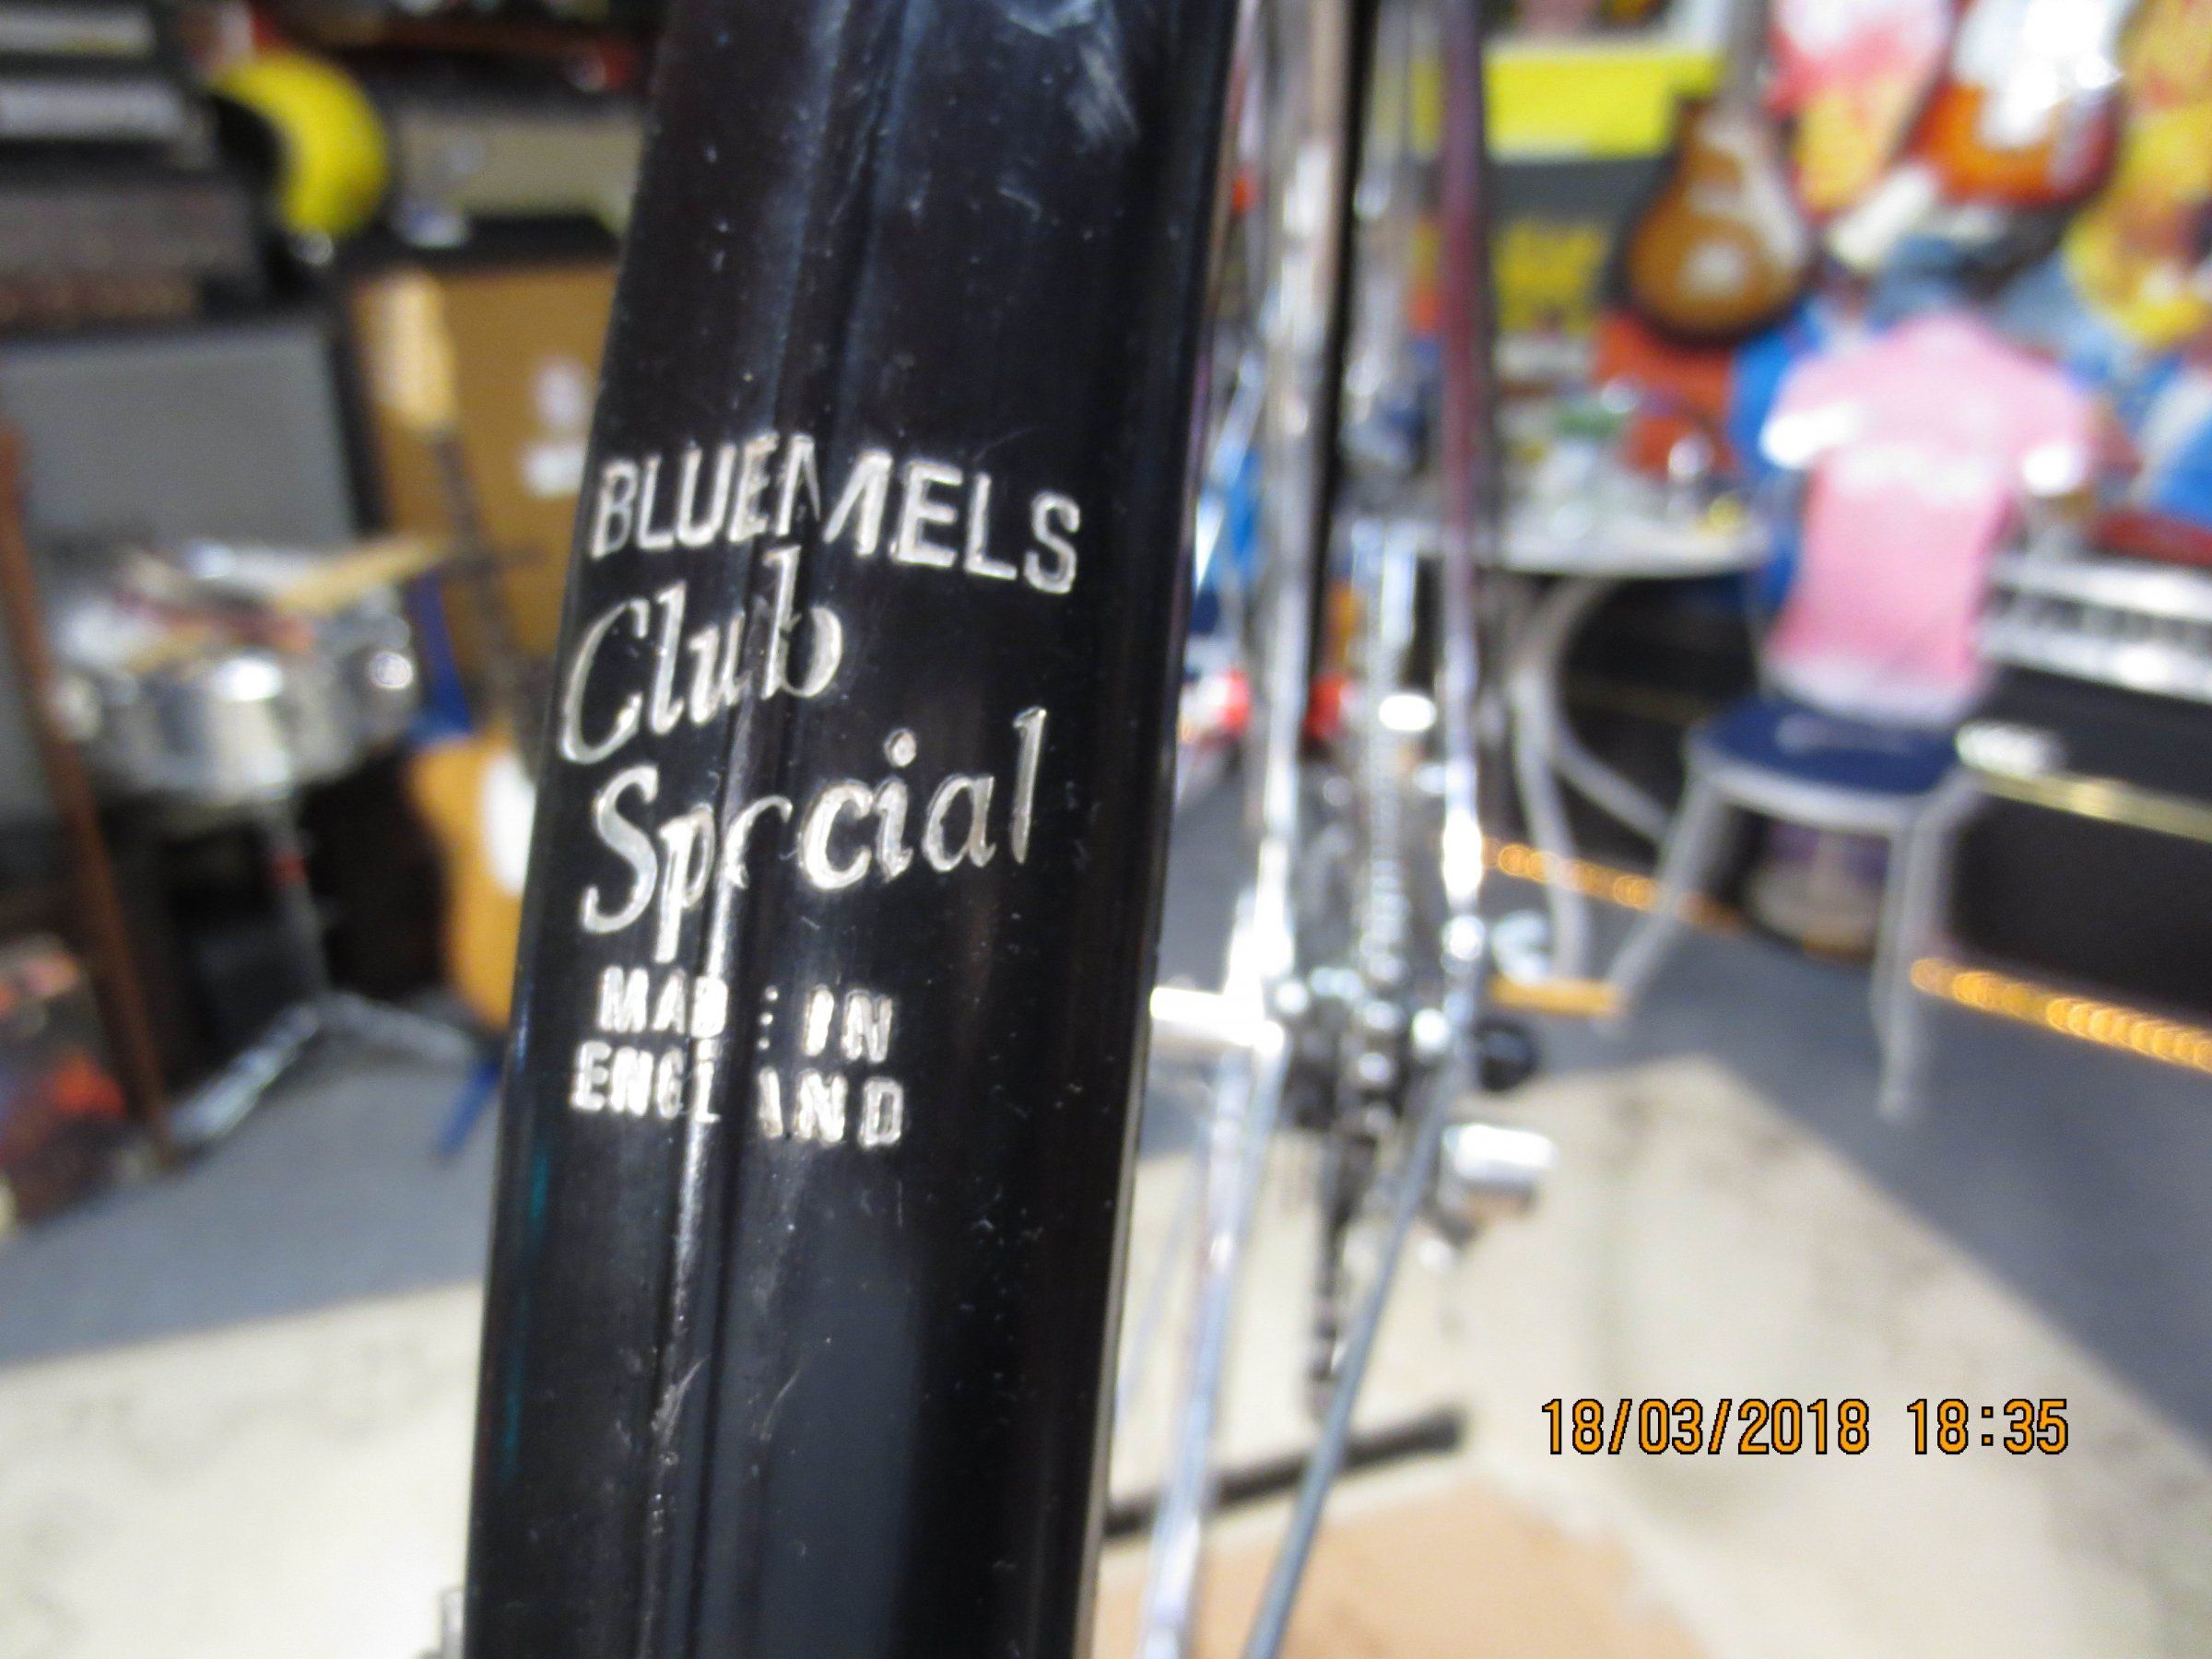 BLUEMELS
Club
Special
MADE IN
ENGLAND
18/03/2018 18:35